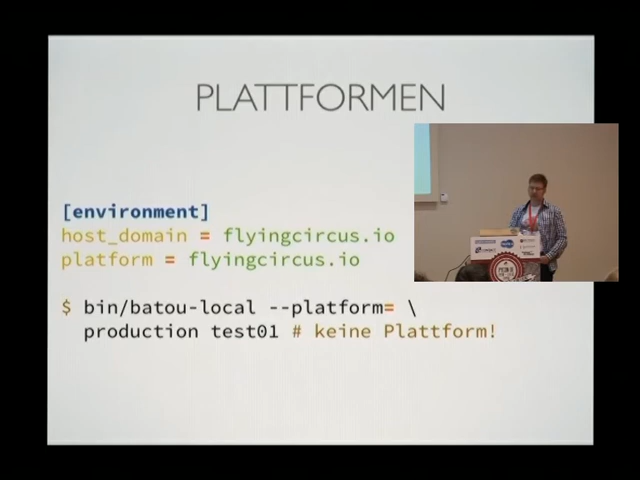 PLATTFORMEN
[environment]
host_domain = flyingcircus.io
platform = flyingcircus.io
$ bin/batou-local --platform= \
production test01 # keine Plattform!